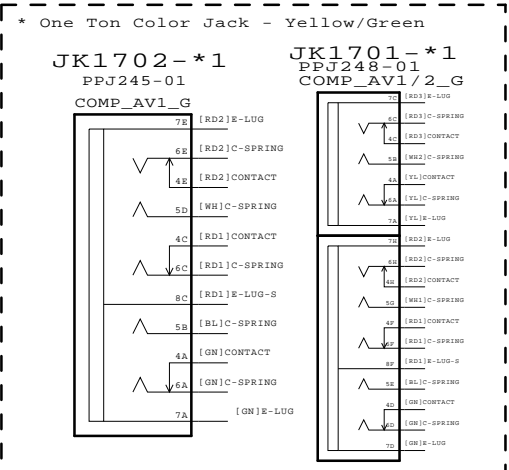 * One Ton Color Jack - Yellow/Green
JK1702-*1
PPJ245-01
COMP_AV1_G
7E [RD2]E-LUG
6E [RD2]C-SPRING
4E [RD2]CONTACT
5D [WH]C-SPRING
4C [RD1]CONTACT
6C [RD1]C-SPRING
8C [RD1]E-LUG-S
5B [BL]C-SPRING
4A [GN]CONTACT
6A [GN]C-SPRING
7A [GN]E-LUG
JK1701-*1
PPJ248-01
COMP_AV1/2_G
7C [RD3]E-LUG
6C [RD3]C-SPRING
4C [RD3]CONTACT
5B [WH2]C-SPRING
4A [YL]CONTACT
6A [YL]C-SPRING
7A [YL]E-LUG
7H [RD2]E-LUG
6H [RD2]C-SPRING
4H [RD2]CONTACT
5G [WH1]C-SPRING
4F [RD1]CONTACT
6F [RD1]C-SPRING
8F [RD1]E-LUG-S
5E [BL]C-SPRING
4D [GN]CONTACT
6D [GN]C-SPRING
7D [GN]E-LUG